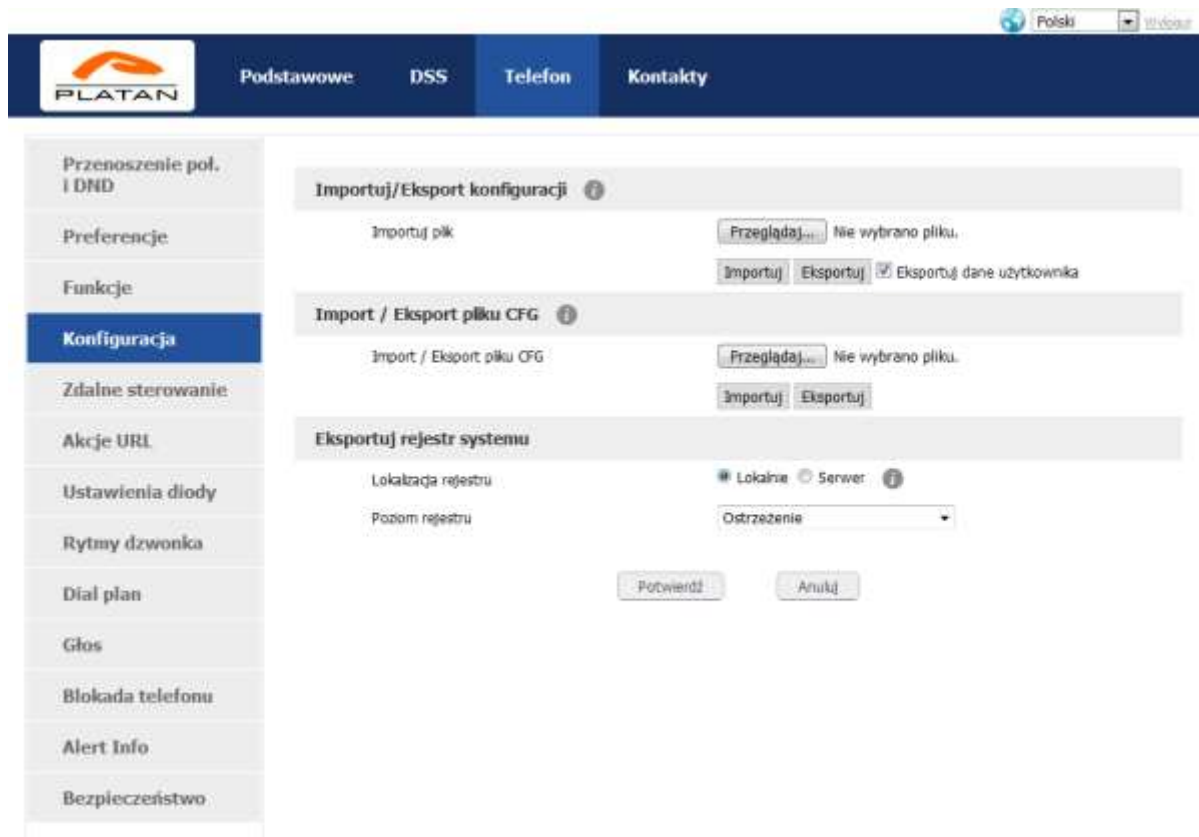 Polski Wyloguj
PLATAN
Podstawowe DSS Telefon Kontakty
Przenoszenie poł.
i DND
Preferencje
Funkcje
Konfiguracja
Zdalne sterowanie
Akcje URL
Ustawienia diody
Rytmy dzwonka
Dial plan
Głos
Blokada telefonu
Alert Info
Bezpieczeństwo
Importuj/Eksport konfiguracji
Importuj plik Przeglądaj... Nie wybrano pliku.
Importuj Eksportuj Eksportuj dane użytkownika
Import / Eksport pliku CFG
Import / Eksport pliku CFG Przeglądaj... Nie wybrano pliku.
Importuj Eksportuj
Eksportuj rejestr systemu
Lokalizacja rejestru Lokalnie Serwer
Poziom rejestru Ostrzeżenie
Potwierdź Anuluj